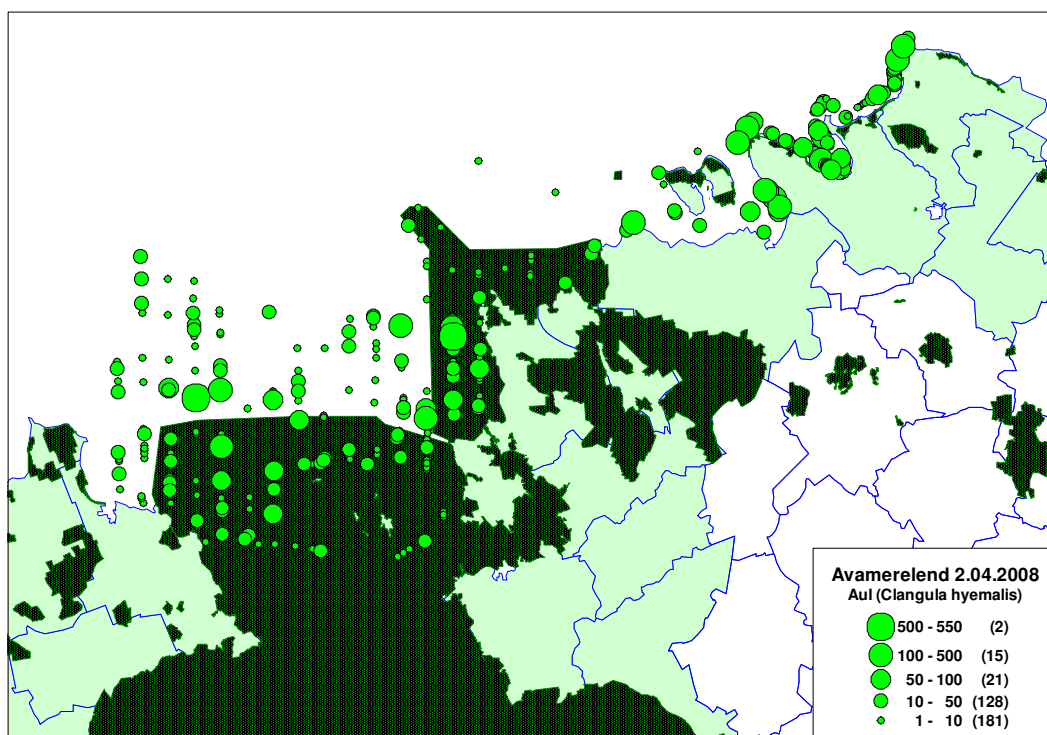 Avamerelend 2.04.2008
Aul (Clangula hyemalis)
500 - 550 (2)
100 - 500 (15)
50 - 100 (21)
10 - 50 (128)
1 - 10 (181)